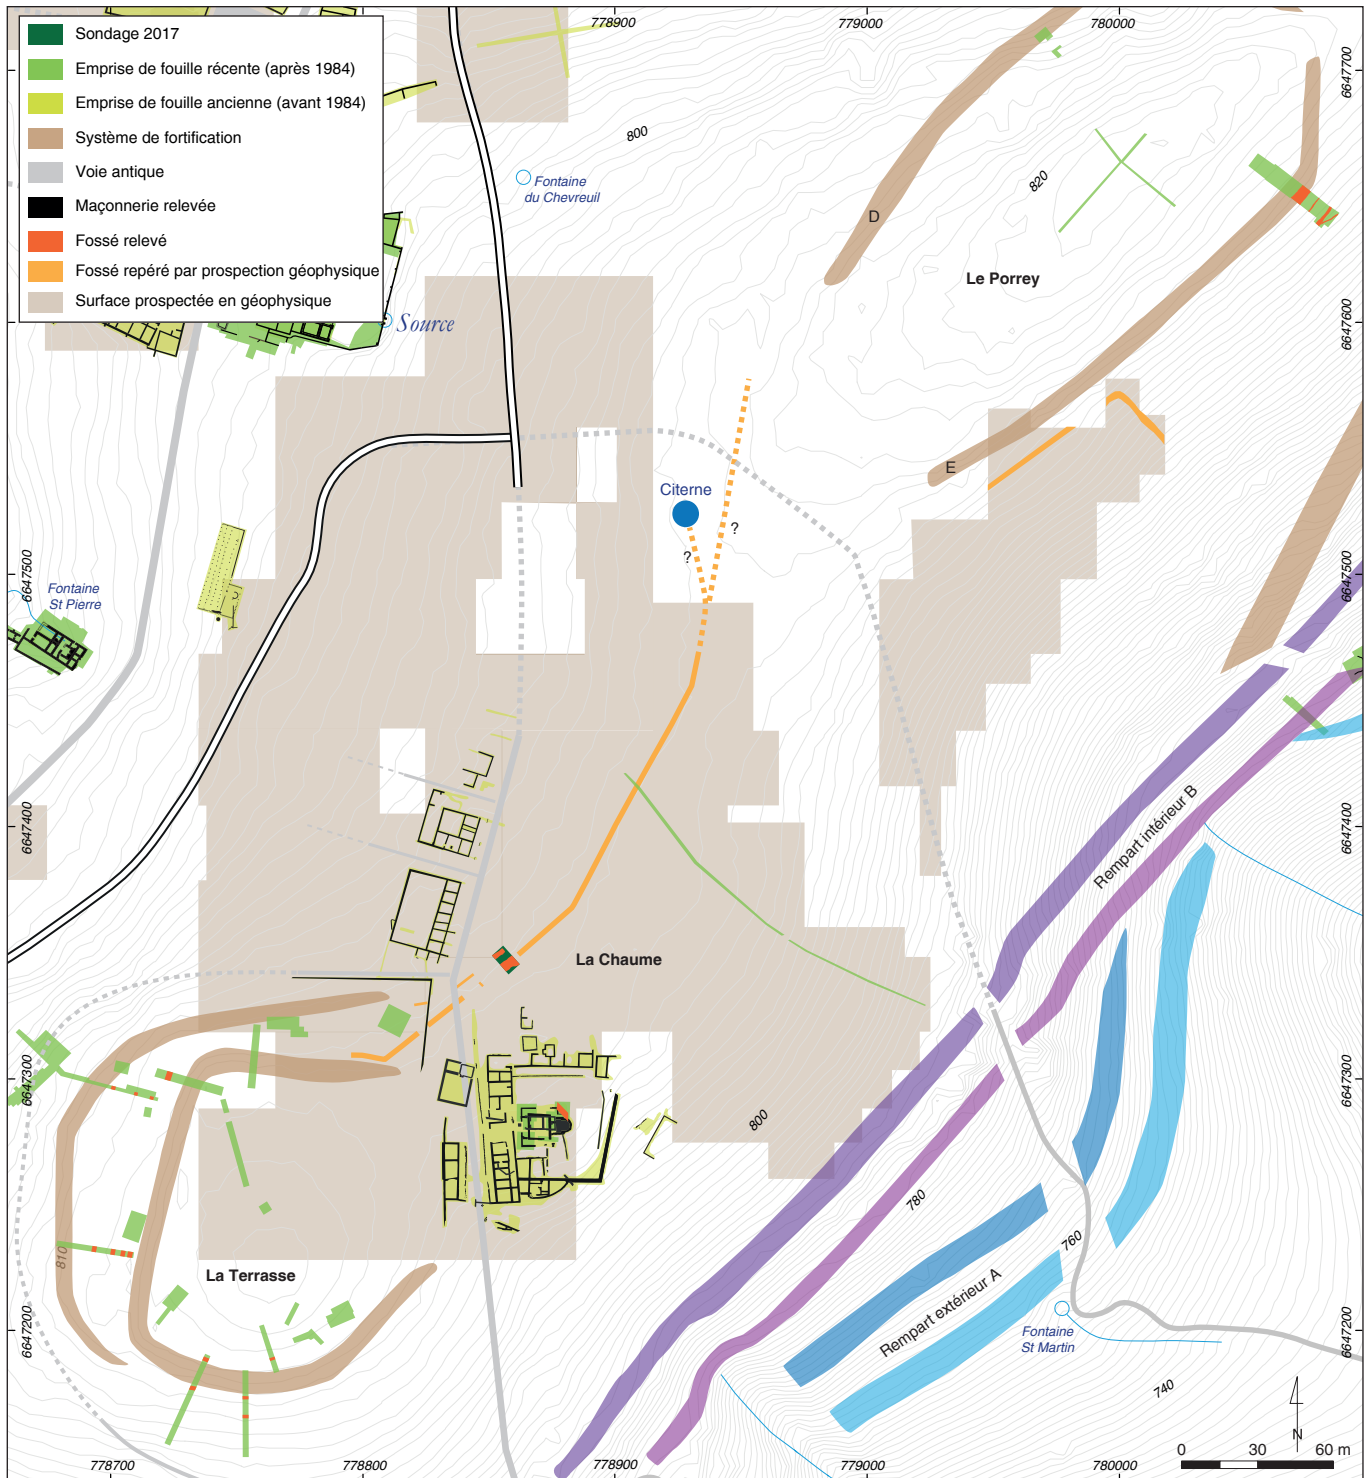 Sondage 2017
Emprise de fouille récente (après 1984)
Emprise de fouille ancienne (avant 1984)
Système de fortification
Voie antique
Maçonnerie relevée
Fossé relevé
Fossé repéré par prospection géophysique
Surface prospectée en géophysique
778900
779000
780000
6647700
800
Fontaine
du Chevreuil
820
D
Le Porrey
Source
6647600
6647600
E
Citerne
?
?
6647500
6647500
Fontaine
St Pierre
6647400
6647400
Rempart intérieur B
La Chaume
6647300
6647300
800
780
760
810
La Terrasse
Rempart extérieur A
Fontaine
St Martin
6647200
6647200
740
N
0 30 60 m
778700
778800
778900
779000
780000